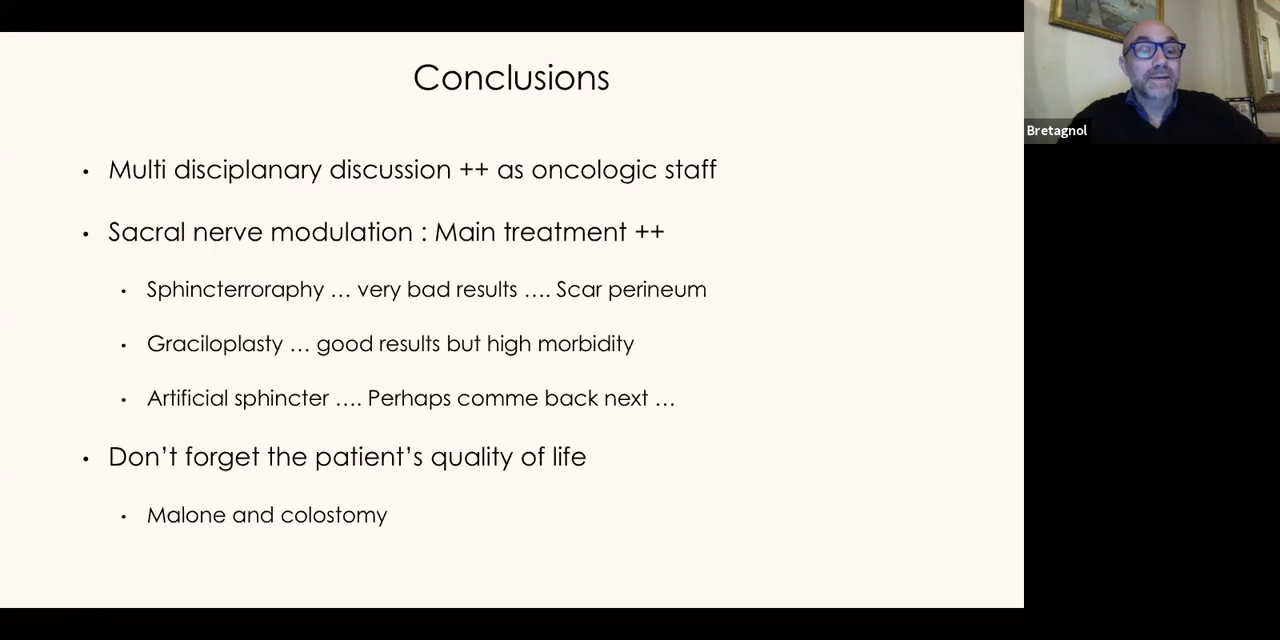 Conclusions
• Multi disciplanary discussion ++ as oncologic staff
• Sacral nerve modulation : Main treatment ++
• Sphincterroraphy … very bad results …. Scar perineum
• Graciloplasty … good results but high morbidity
• Artificial sphincter …. Perhaps comme back next …
• Don’t forget the patient’s quality of life
• Malone and colostomy
Bretagnol